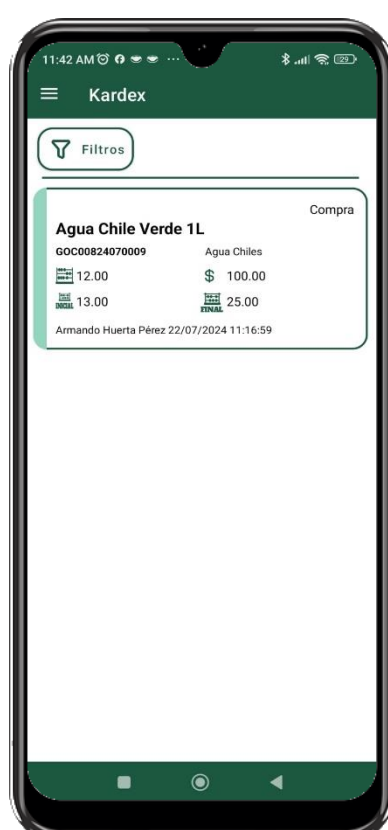 11:42 AM
29
Kardex
Filtros
Compra
Agua Chile Verde 1L
GOC00824070009 Agua Chiles
12.00 $ 100.00
INICIAL 13.00 FINAL 25.00
Armando Huerta Pérez 22/07/2024 11:16:59